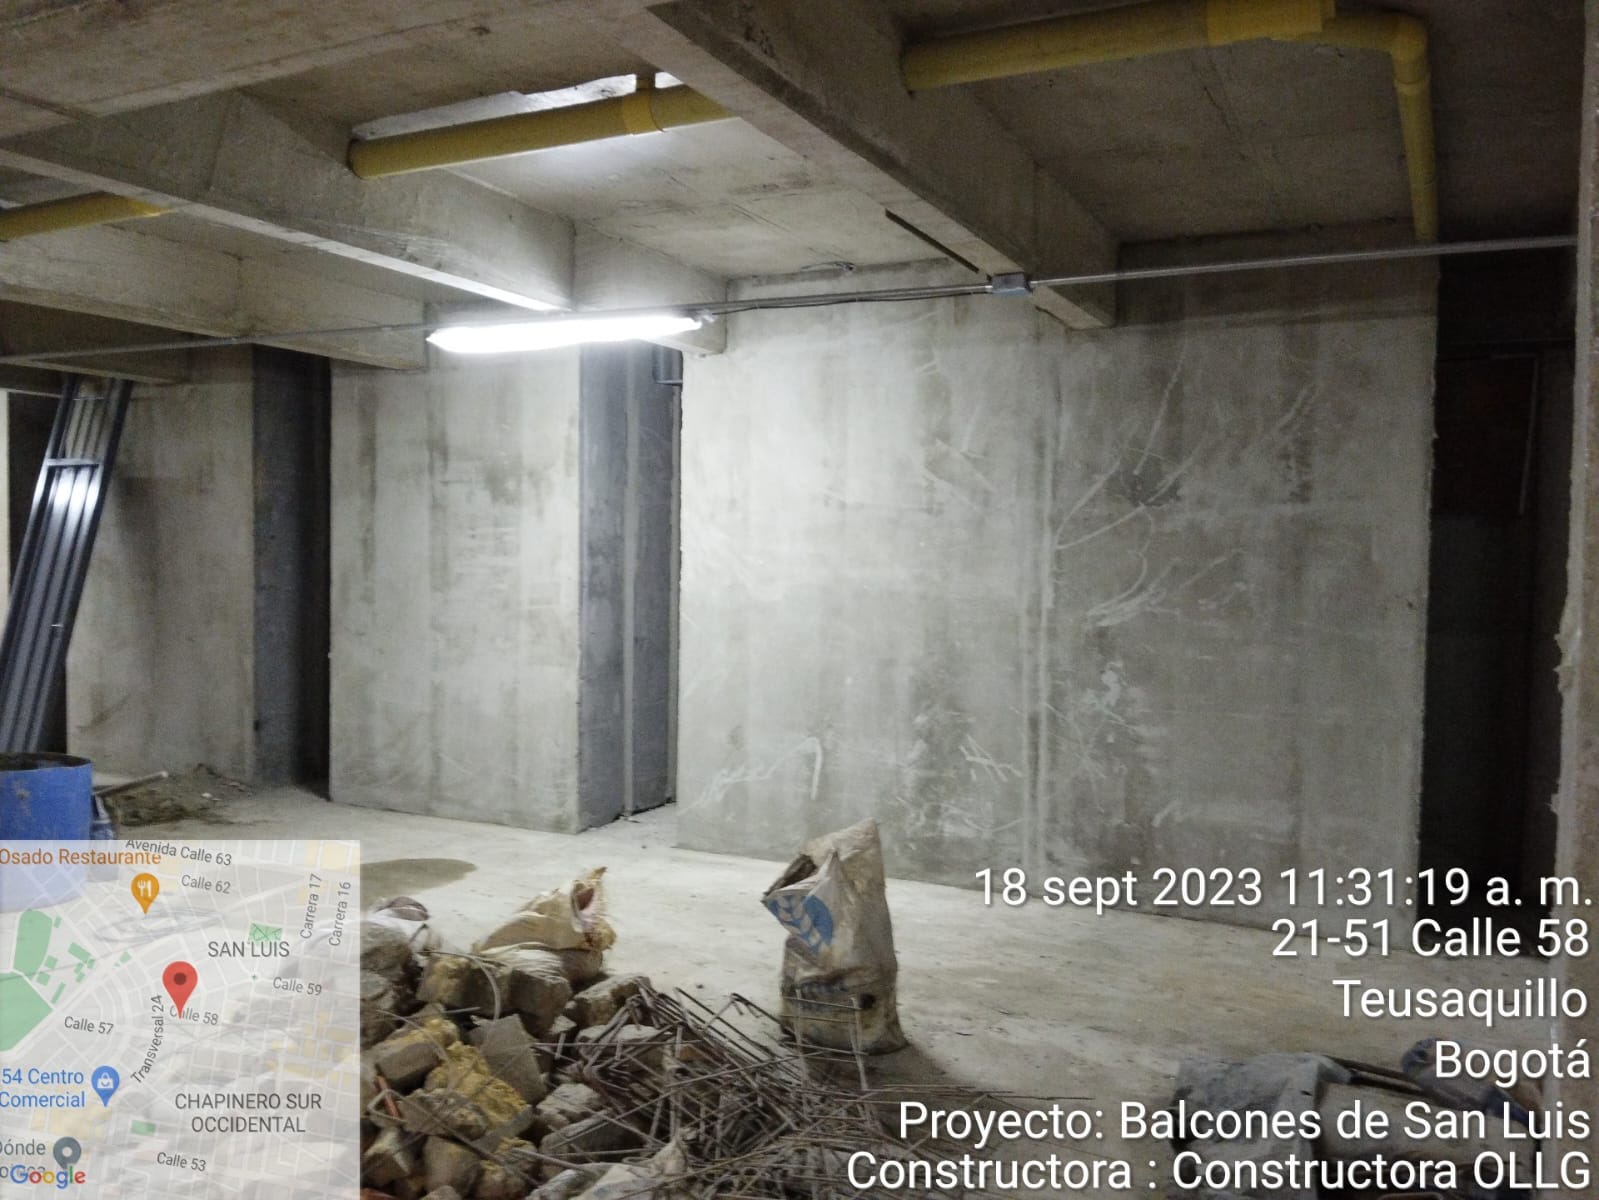 18 sept 2023 11:31:19 a. m.
21-51 Calle 58
Teusaquillo
Bogotá
Proyecto: Balcones de San Luis
Constructora : Constructora OLLG
Avenida Calle 63
Osado Restaurante
Calle 62
Carrera 17
Carrera 16
SAN LUIS
Calle 59
Calle 58
Calle 57
Transversal 24
54 Centro
Comercial
CHAPINERO SUR
OCCIDENTAL
Dónde
Calle 53
Google